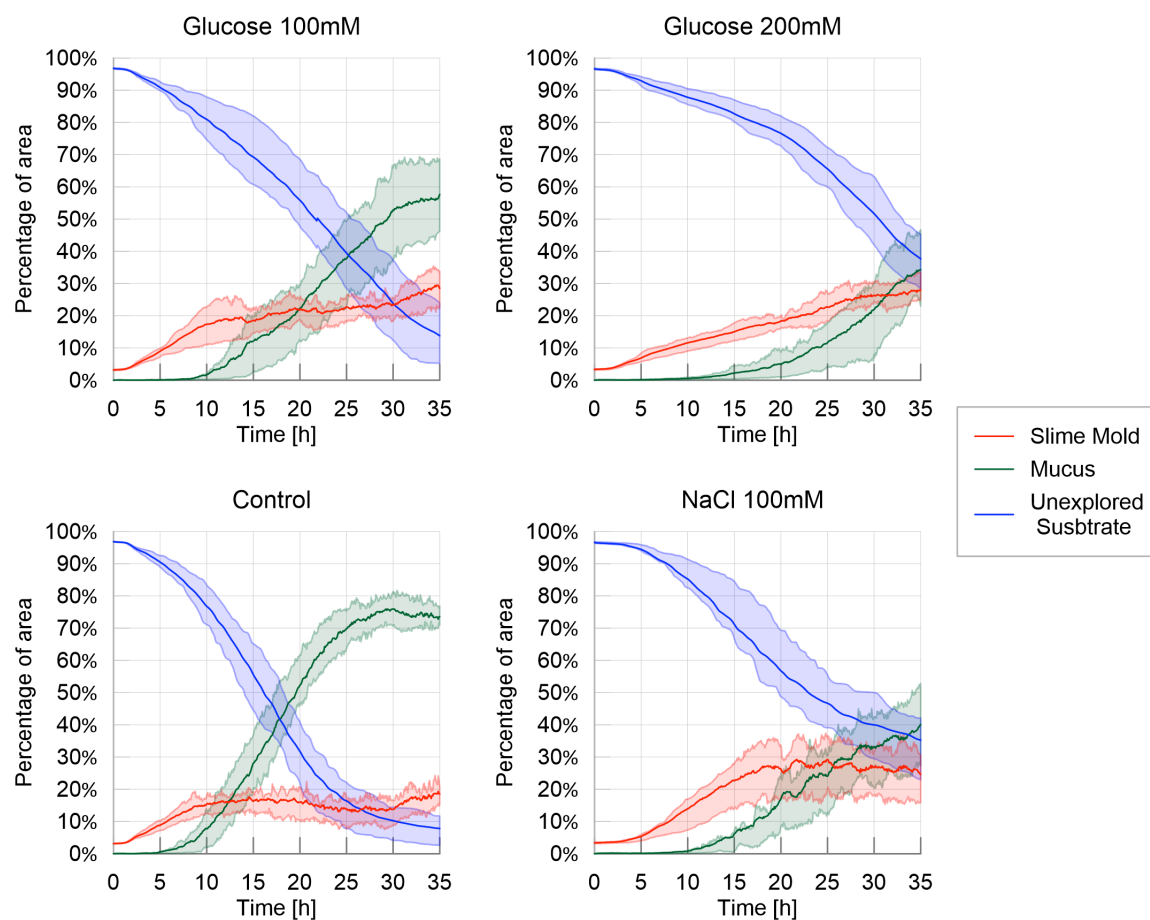 Glucose 100mM
Glucose 200mM
Percentage of area
100%
90%
80%
70%
60%
50%
40%
30%
20%
10%
0%
0 5 10 15 20 25 30 35
Time [h]
Percentage of area
100%
90%
80%
70%
60%
50%
40%
30%
20%
10%
0%
0 5 10 15 20 25 30 35
Time [h]
Slime Mold
Mucus
Unexplored
Susbtrate
Control
NaCl 100mM
Percentage of area
100%
90%
80%
70%
60%
50%
40%
30%
20%
10%
0%
0 5 10 15 20 25 30 35
Time [h]
Percentage of area
100%
90%
80%
70%
60%
50%
40%
30%
20%
10%
0%
0 5 10 15 20 25 30 35
Time [h]